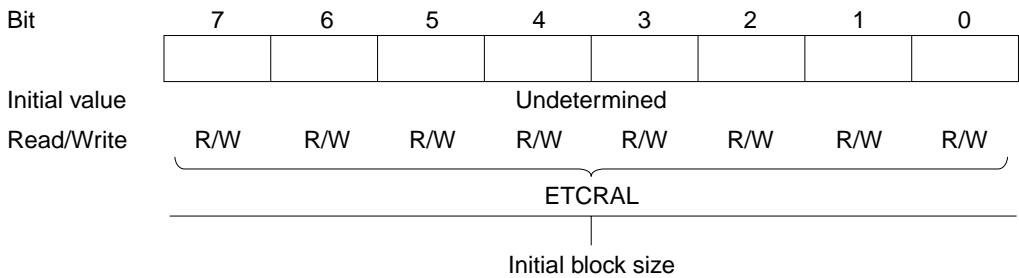 Bit 7 6 5 4 3 2 1 0
Initial value Undetermined
Read/Write R/W R/W R/W R/W R/W R/W R/W R/W
ETCRAL
Initial block size